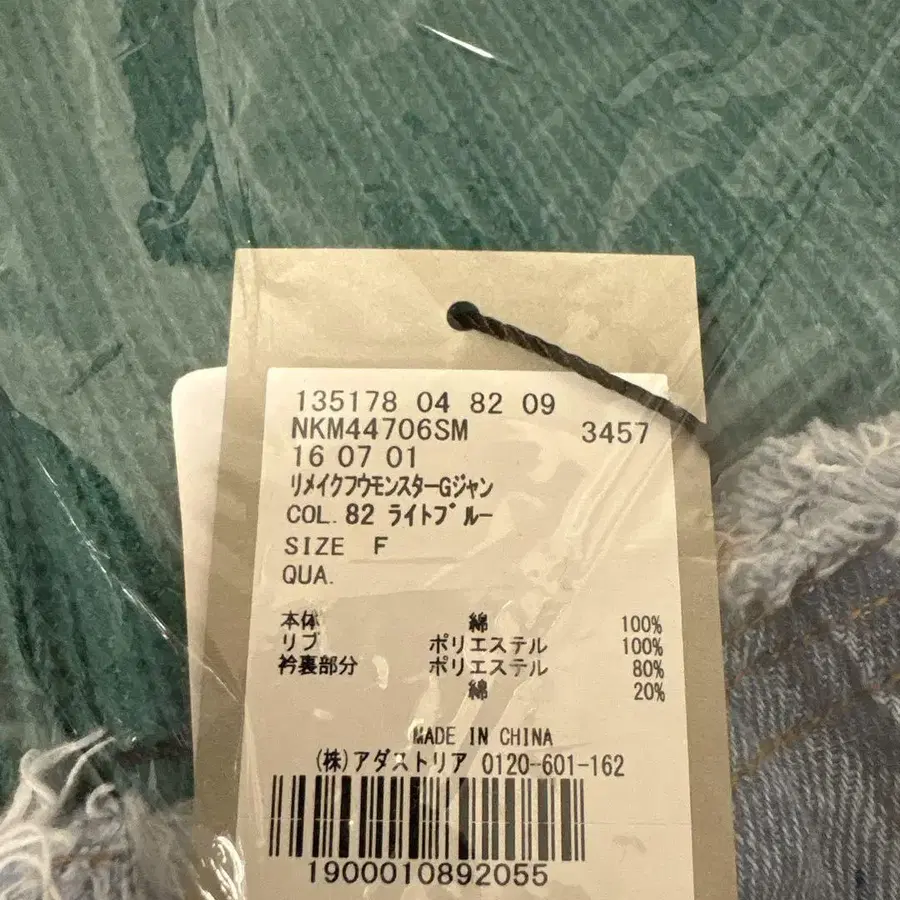 135178 04 82 09
NKM44706SM 3457
16 07 01
リメイクフウモンスターGジャン
COL.82 ライトブルー
SIZE F
QUA.
本体 綿 100%
リブ ポリエステル 100%
衿裏部分 ポリエステル 80%
綿 20%
MADE IN CHINA
(株)アダストリア 0120-601-162
1900010892055